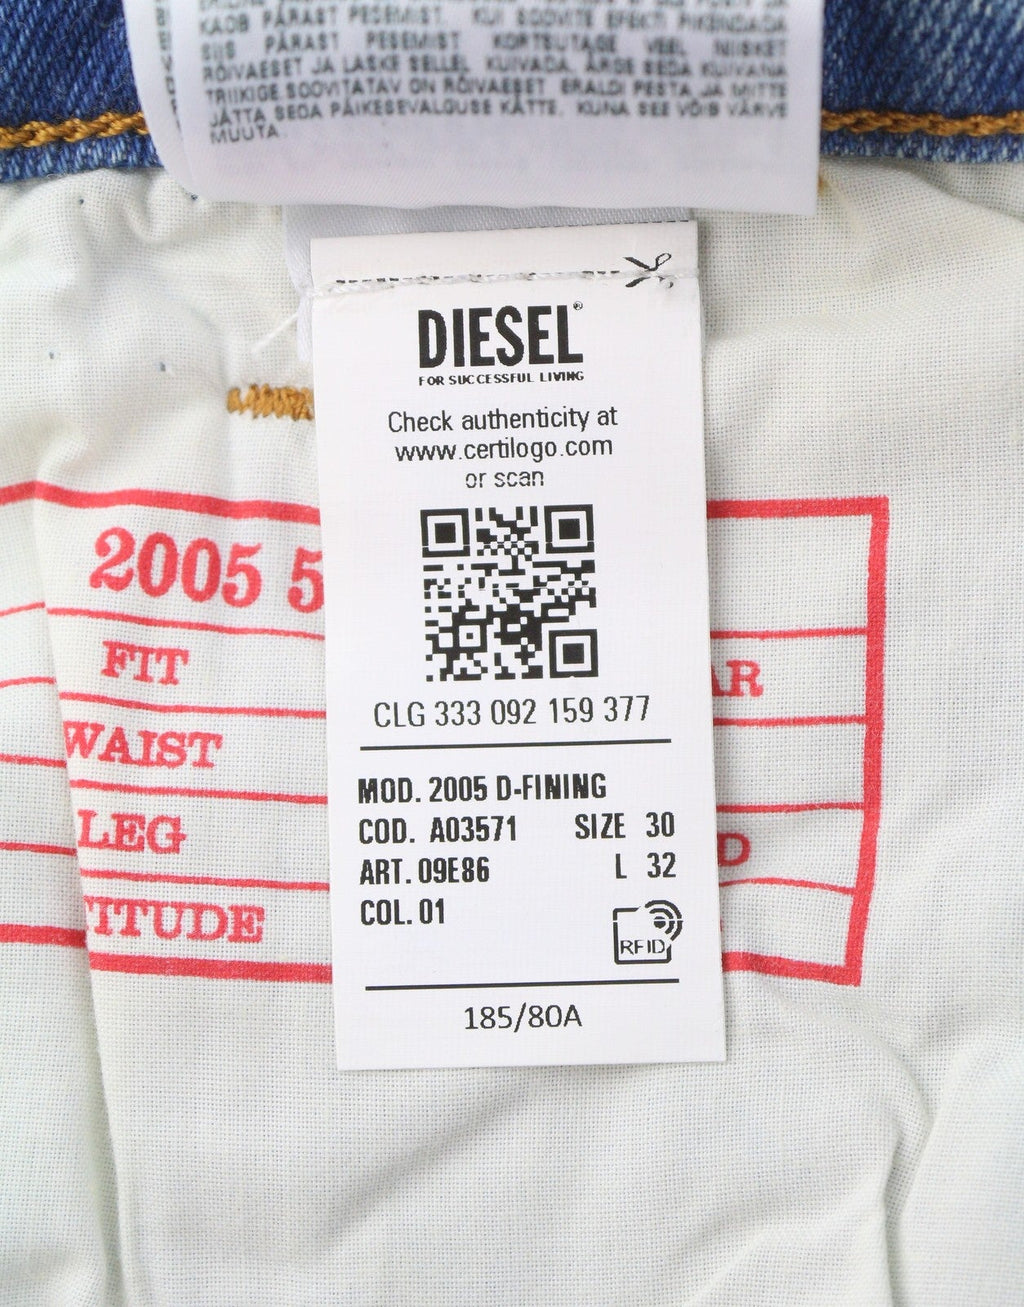 KAOB PÄRAST PESEMIST. KUI SOOVITE EFEKTI PIKENDADA
SIIS PÄRAST PESEMIST KORTSUTAGE VEEL NIISKET
RÕIVAESET JA LASKE SELLEL KUIVADA. ÄRGE SEDA KUIVANA
TRIIKIGE.SOOVITATAV ON RÕIVAESET ERALDI PESTA JA MITTE
JÄTTA SEDA PÄIKESEVALGUSE KÄTTE, KUNA SEE VÕIB VÄRVE
MUUTA.
DIESEL®
FOR SUCCESSFUL LIVING
Check authenticity at
www.certilogo.com
or scan
CLG 333 092 159 377
MOD. 2005 D-FINING
COD. A03571 SIZE 30
ART. 09E86 L 32
COL. 01
RFID
185/80A
2005 5
FIT
AR
WAIST
LEG
D
TITUDE